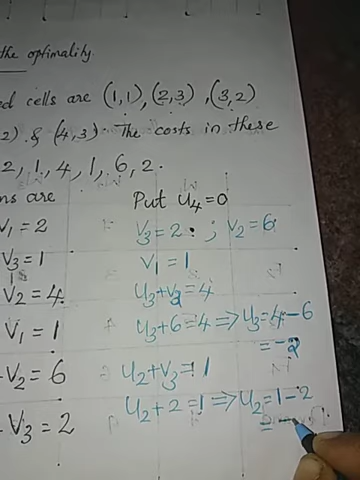 the optimality.
ed cells are (1,1), (2,3), (3,2)
2) & (4,3). The costs in these
2, 1, 4, 1, 6, 2.
ns are Put U4=0
V1=2 V3=2 ; V2=6
V3=1 V1=1
V2=4 U3+V2=4
V1=1 U3+6=4 ⇒ U3=4-6
=-2
-V2=6 U2+V3=1
-V3=2 U2+2=1 ⇒ U2=1-2
= -